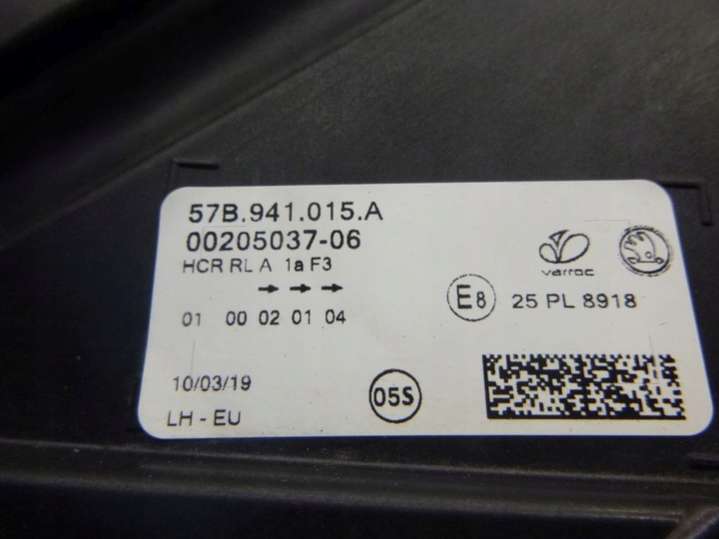 57B.941.015.A
00205037-06
HCR RL A 1a F3
→ → →
01 00 02 01 04
varroc
E8 25 PL 8918
10/03/19
05S
LH - EU